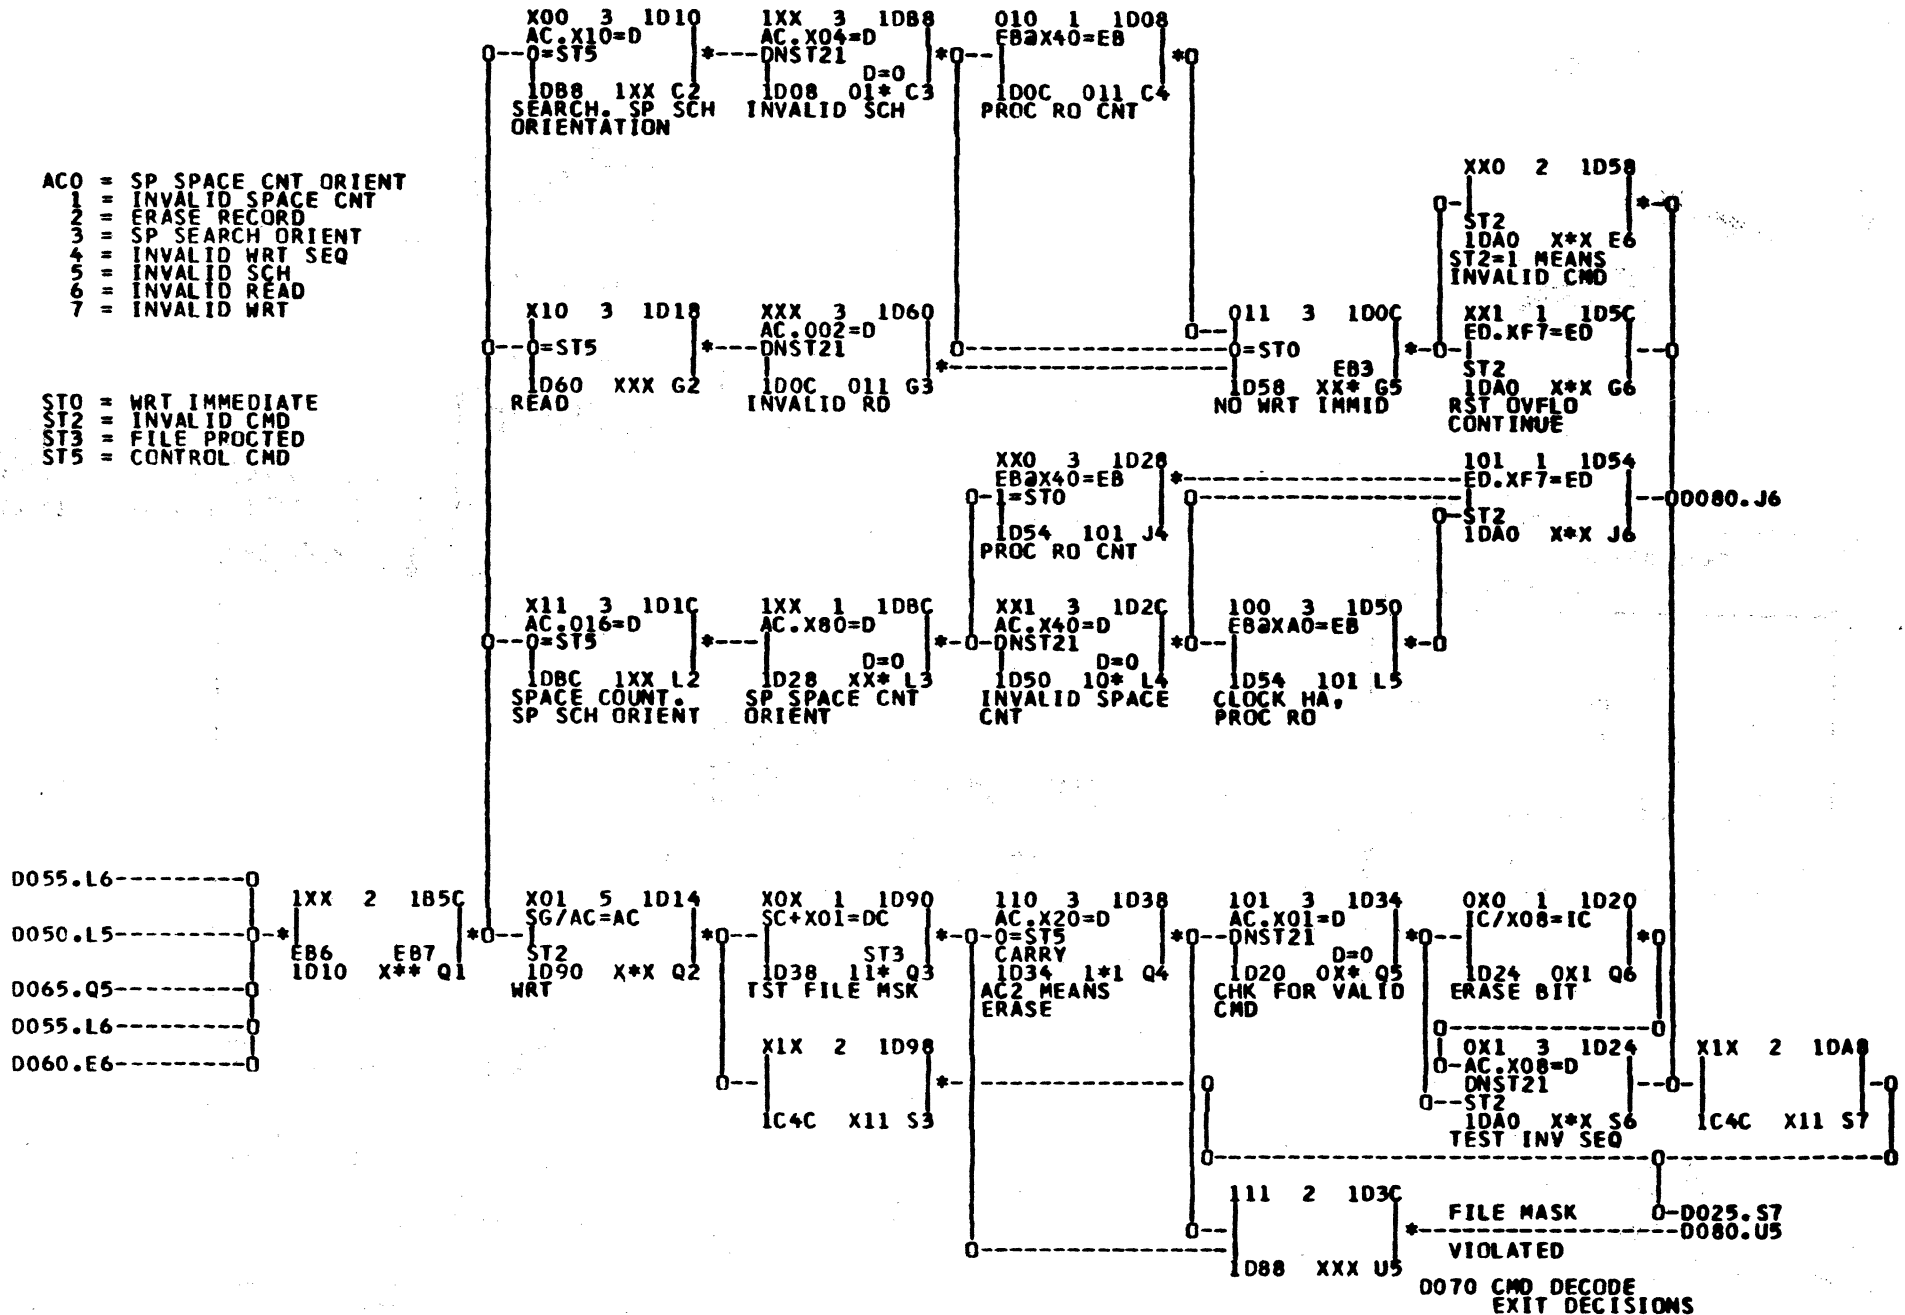 X00 3 1D10
AC.X10=D
0=ST5
1DB8 1XX C2
SEARCH. SP SCH
ORIENTATION
1XX 3 1DB8
AC.X04=D
DNST21
D=0
1D08 01* C3
INVALID SCH
010 1 1D08
EB@X40=EB
1D0C 011 C4
PROC RO CNT
AC0 = SP SPACE CNT ORIENT
1 = INVALID SPACE CNT
2 = ERASE RECORD
3 = SP SEARCH ORIENT
4 = INVALID WRT SEQ
5 = INVALID SCH
6 = INVALID READ
7 = INVALID WRT
XX0 2 1D58
ST2
1DA0 X*X E6
ST2=1 MEANS
INVALID CMD
X10 3 1D18
0=ST5
1D60 XXX G2
READ
XXX 3 1D60
AC.002=D
DNST21
1D0C 011 G3
INVALID RD
011 3 1D0C
0=ST0
EB3
1D58 XX* G5
NO WRT IMMID
XX1 1 1D5C
ED.XF7=ED
ST2
1DA0 X*X G6
RST OVFLO
CONTINUE
ST0 = WRT IMMEDIATE
ST2 = INVALID CMD
ST3 = FILE PROCTED
ST5 = CONTROL CMD
XX0 3 1D28
EB@X40=EB
1=ST0
1D54 101 J4
PROC RO CNT
101 1 1D54
ED.XF7=ED
ST2
1DA0 X*X J6
D080.J6
X11 3 1D1C
AC.016=D
0=ST5
1DBC 1XX L2
SPACE COUNT.
SP SCH ORIENT
1XX 1 1DBC
AC.X80=D
D=0
1D28 XX* L3
SP SPACE CNT
ORIENT
XX1 3 1D2C
AC.X40=D
DNST21
D=0
1D50 10* L4
INVALID SPACE
CNT
100 3 1D50
EB@XA0=EB
1D54 101 L5
CLOCK HA,
PROC RO
D055.L6
D050.L5
D065.Q5
D055.L6
D060.E6
1XX 2 1B5C
EB6 EB7
1D10 X** Q1
X01 5 1D14
SG/AC=AC
ST2
1D90 X*X Q2
WRT
X0X 1 1D90
SC+X01=DC
ST3
1D38 11* Q3
TST FILE MSK
110 3 1D38
AC.X20=D
0=ST5
CARRY
1D34 1*1 Q4
AC2 MEANS
ERASE
101 3 1D34
AC.X01=D
DNST21
D=0
1D20 0X* Q5
CHK FOR VALID
CMD
0X0 1 1D20
IC/X08=IC
1D24 0X1 Q6
ERASE BIT
X1X 2 1D98
1C4C X11 S3
0X1 3 1D24
AC.X08=D
DNST21
ST2
1DA0 X*X S6
TEST INV SEQ
X1X 2 1DA8
1C4C X11 S7
111 2 1D3C
1D88 XXX U5
FILE MASK
VIOLATED
D025.S7
D080.U5
D070 CMD DECODE
EXIT DECISIONS